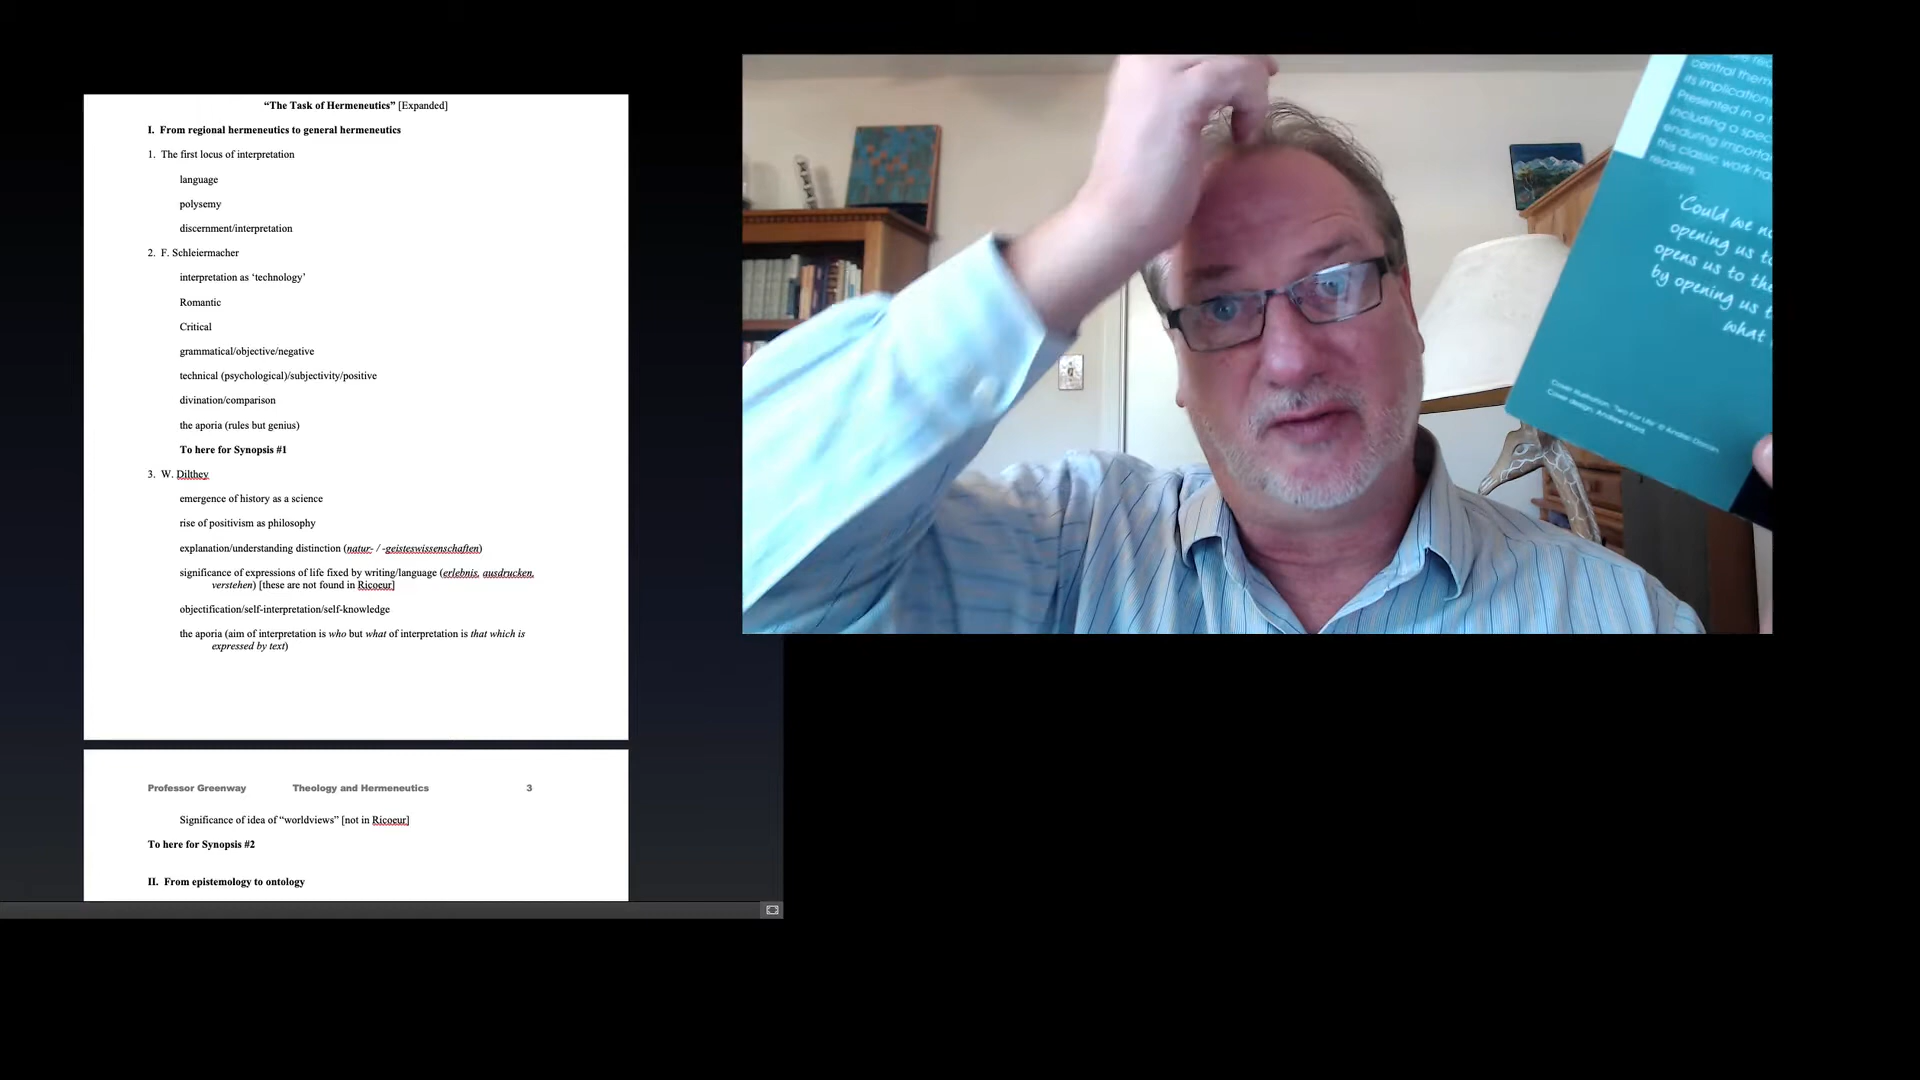 “The Task of Hermeneutics” [Expanded]
I. From regional hermeneutics to general hermeneutics
1. The first locus of interpretation
language
polysemy
discernment/interpretation
2. F. Schleiermacher
interpretation as ‘technology’
Romantic
Critical
grammatical/objective/negative
technical (psychological)/subjectivity/positive
divination/comparison
the aporia (rules but genius)
To here for Synopsis #1
3. W. Dilthey
emergence of history as a science
rise of positivism as philosophy
explanation/understanding distinction (natur- / -geisteswissenschaften)
significance of expressions of life fixed by writing/language (erlebnis, ausdrucken,
verstehen) [these are not found in Ricoeur]
objectification/self-interpretation/self-knowledge
the aporia (aim of interpretation is who but what of interpretation is that which is
expressed by text)
Professor Greenway Theology and Hermeneutics 3
Significance of idea of “worldviews” [not in Ricoeur]
To here for Synopsis #2
II. From epistemology to ontology
central
its implications
Presented in a
including a
enduring
this classic work
readers.
'Could we
opening us
opens us to
by opening us
what
Cover illustration:
Cover design: Andrew Ward